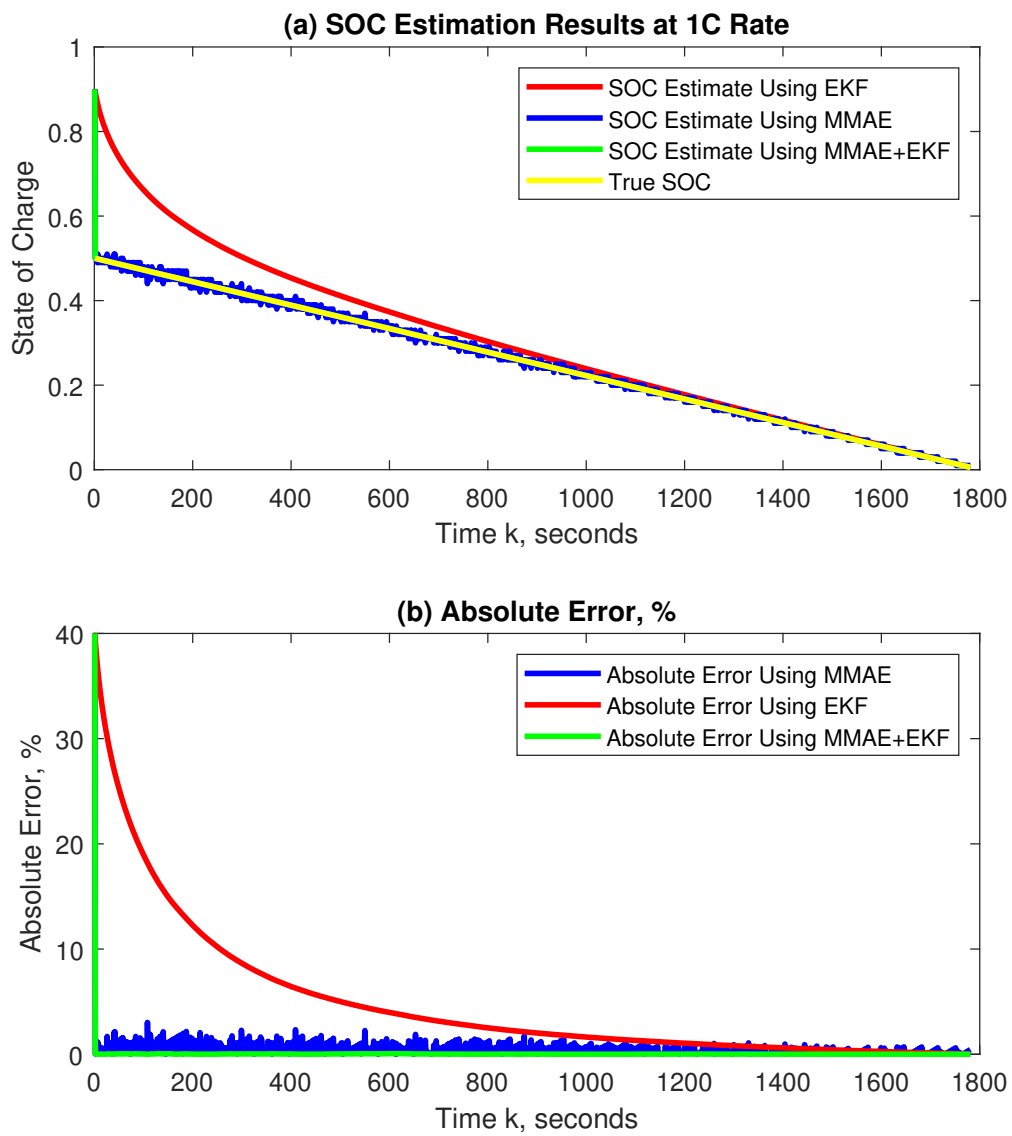 (a) SOC Estimation Results at 1C Rate
1
0.8
0.6
0.4
0.2
0
State of Charge
SOC Estimate Using EKF
SOC Estimate Using MMAE
SOC Estimate Using MMAE+EKF
True SOC
0 200 400 600 800 1000 1200 1400 1600 1800
Time k, seconds
(b) Absolute Error, %
40
30
20
10
0
Absolute Error, %
Absolute Error Using MMAE
Absolute Error Using EKF
Absolute Error Using MMAE+EKF
0 200 400 600 800 1000 1200 1400 1600 1800
Time k, seconds